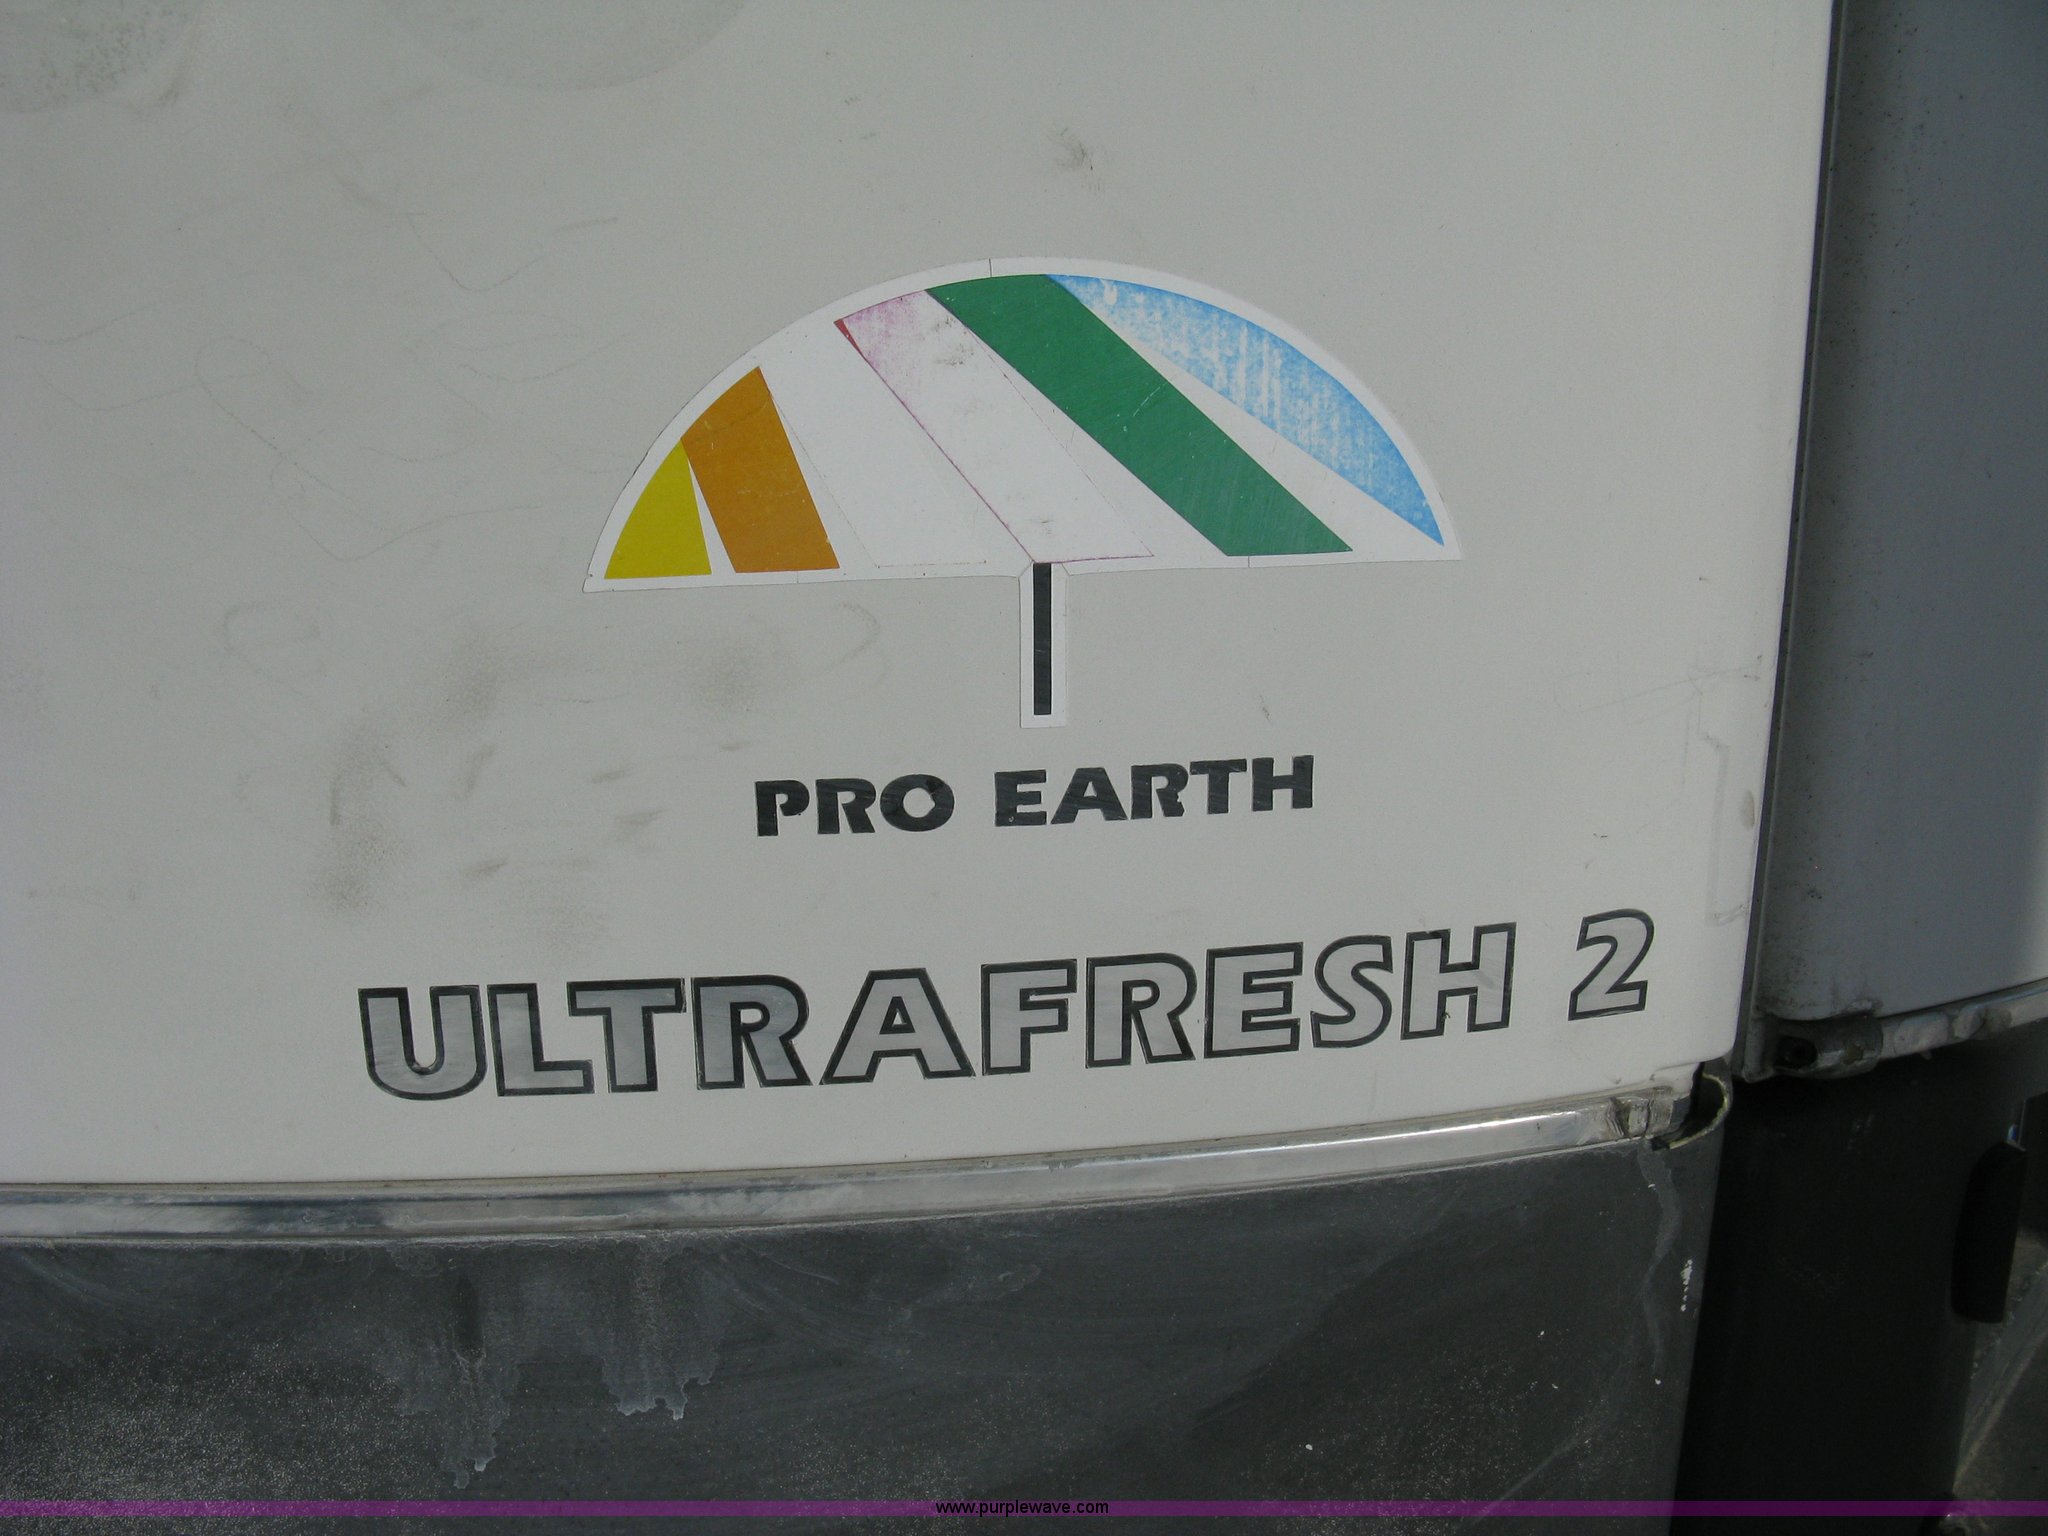 PRO EARTH
ULTRAFRESH 2
www.purplewave.com